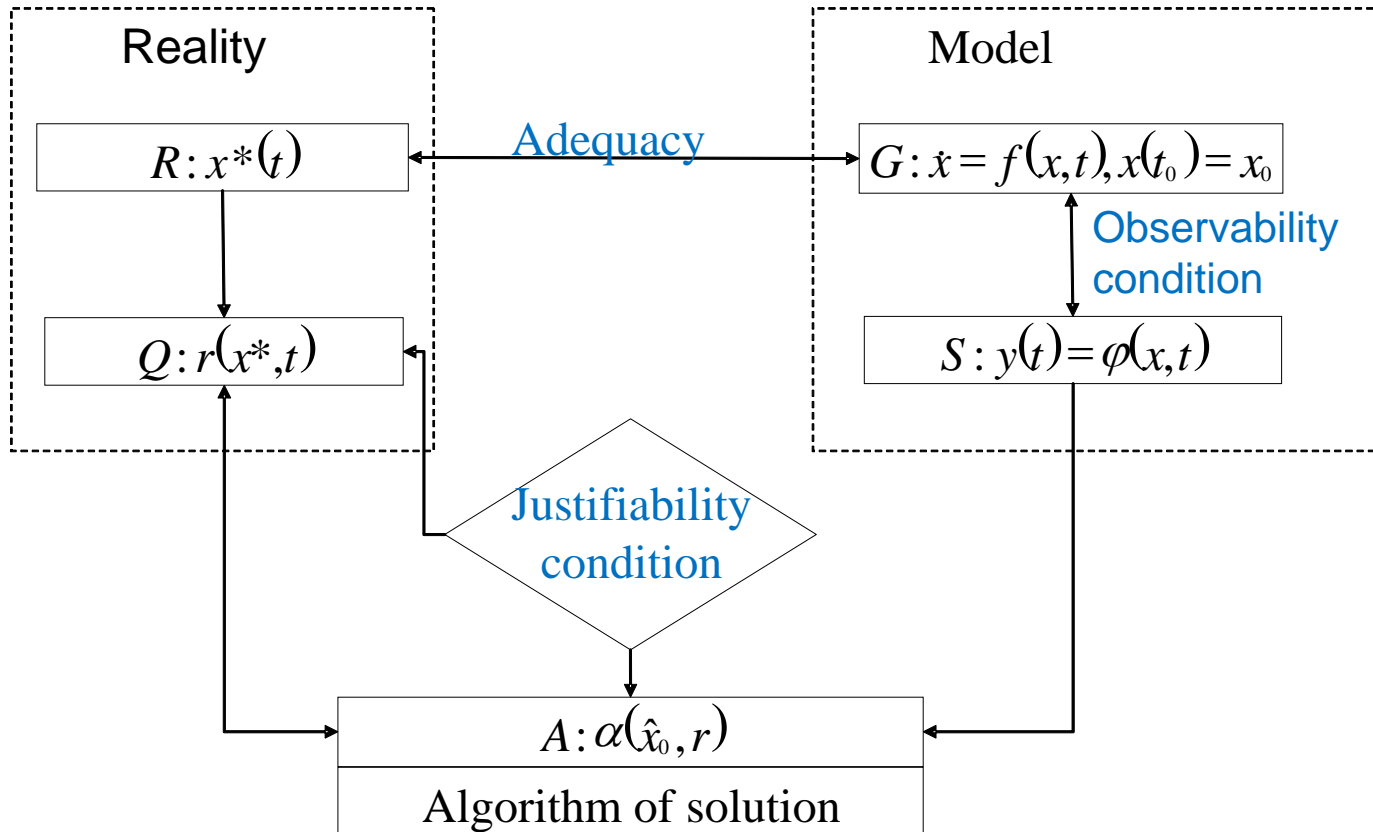 Reality
Model
R: x*(t)
Adequacy
G: ẋ = f(x,t), x(t₀) = x₀
Observability
condition
Q: r(x*,t)
S: y(t) = φ(x,t)
Justifiability
condition
A: α(x̂₀, r)
Algorithm of solution